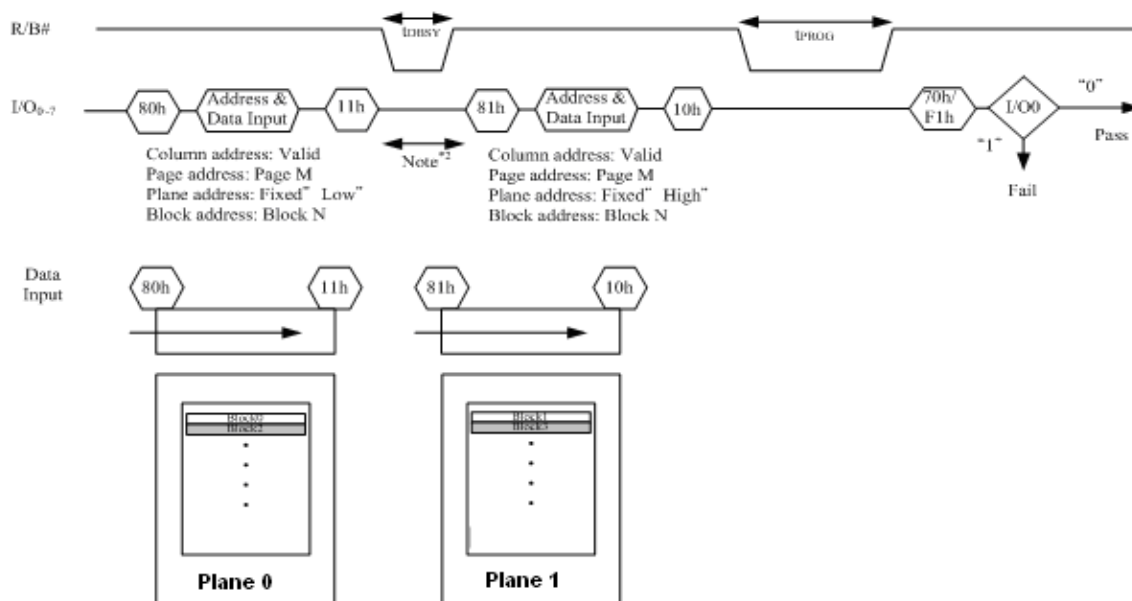 R/B#
tDBSY
tPROG
I/O0~7
80h
Address & Data Input
11h
81h
Address & Data Input
10h
70h/ F1h
I/O0
"0"
Pass
"1"
Fail
Note*2
Column address: Valid
Page address: Page M
Plane address: Fixed" Low"
Block address: Block N
Column address: Valid
Page address: Page M
Plane address: Fixed" High"
Block address: Block N
Data Input
80h
11h
81h
10h
Block0
Block2
Block1
Block3
Plane 0
Plane 1